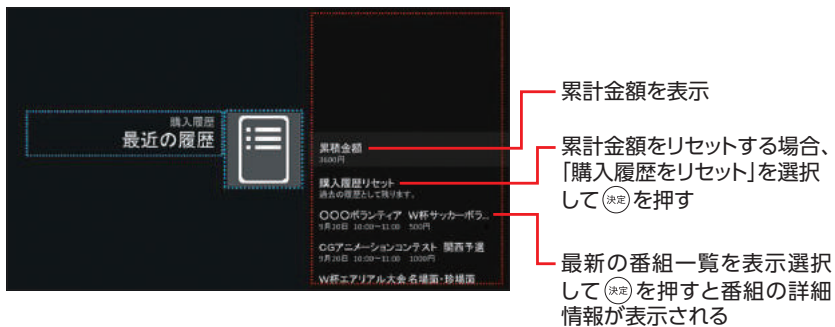 購入履歴
最近の履歴
累積金額
3600円
購入履歴リセット
過去の履歴として残ります。
〇〇〇ボランティア W杯サッカーボラ...
9月20日 10:00〜11:00 500円
CGアニメーションコンテスト 関西予選
9月20日 10:00〜11:00 1000円
W杯エアリアル大会 名場面・珍場面
累計金額を表示
累計金額をリセットする場合、
「購入履歴をリセット」を選択
して決定を押す
最新の番組一覧を表示選択
して決定を押すと番組の詳細
情報が表示される